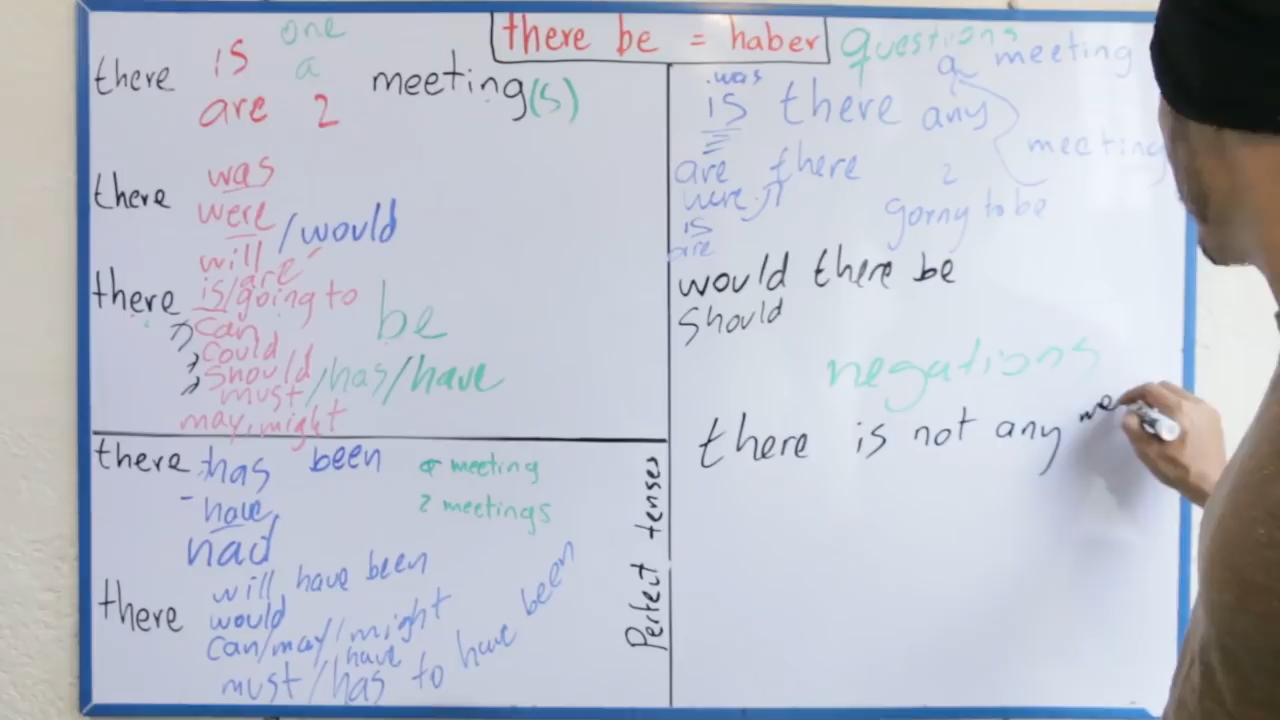 there be = haber
one
there is a meeting(s)
are 2
there was
were
will /would
are
there is/going to be
can
could
should/has/have
must
may, might
there has been a meeting
have 2 meetings
had
there will have been
would
can/may/might
have
must/has to have been
Perfect tenses
questions
was a meeting
is there any
meeting
are there 2
were
is going to be
are
would there be
should
negations
there is not any